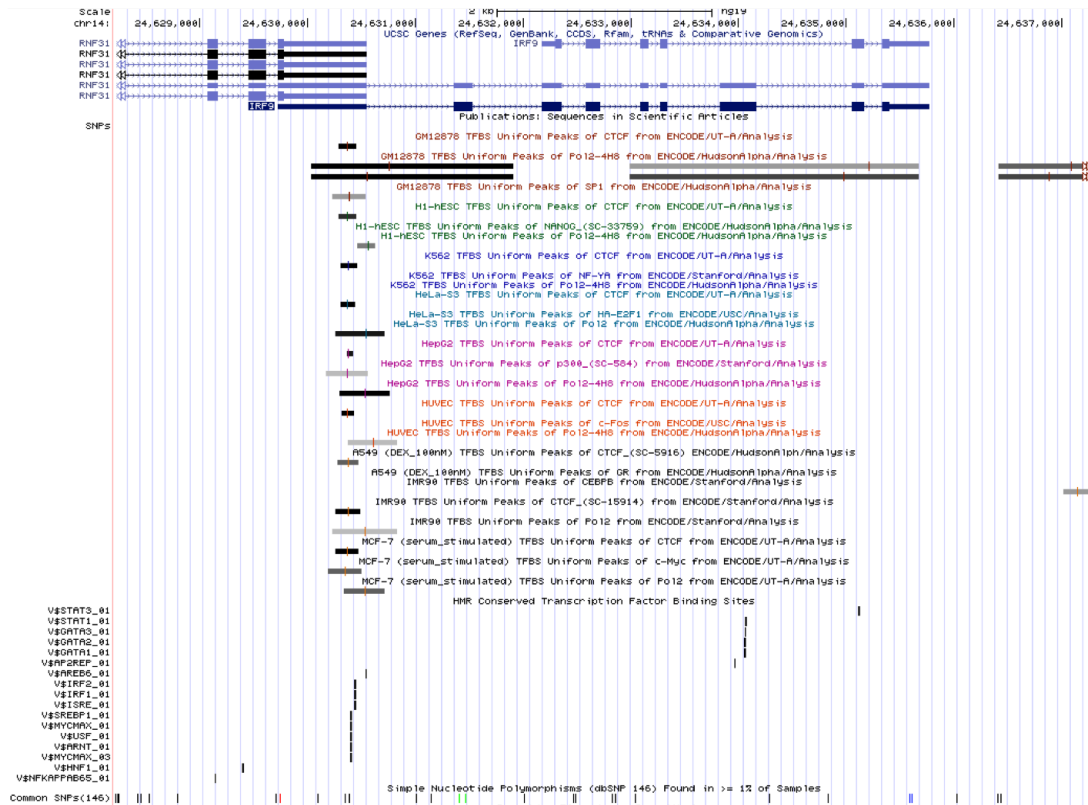 Scale 2 kb hg19
chr14: 24,629,000 24,630,000 24,631,000 24,632,000 24,633,000 24,634,000 24,635,000 24,636,000 24,637,000
UCSC Genes (RefSeq, GenBank, CCDS, Rfam, tRNAs & Comparative Genomics)
RNF31 IRF9
RNF31
RNF31
RNF31
RNF31
RNF31
IRF9
Publications: Sequences in Scientific Articles
SNPs
GM12878 TFBS Uniform Peaks of CTCF from ENCODE/UT-A/Analysis
GM12878 TFBS Uniform Peaks of Pol2-4H8 from ENCODE/HudsonAlpha/Analysis
GM12878 TFBS Uniform Peaks of SP1 from ENCODE/HudsonAlpha/Analysis
H1-hESC TFBS Uniform Peaks of CTCF from ENCODE/UT-A/Analysis
H1-hESC TFBS Uniform Peaks of NANOG_(SC-33759) from ENCODE/HudsonAlpha/Analysis
H1-hESC TFBS Uniform Peaks of Pol2-4H8 from ENCODE/HudsonAlpha/Analysis
K562 TFBS Uniform Peaks of CTCF from ENCODE/UT-A/Analysis
K562 TFBS Uniform Peaks of NF-YA from ENCODE/Stanford/Analysis
K562 TFBS Uniform Peaks of Pol2-4H8 from ENCODE/HudsonAlpha/Analysis
HeLa-S3 TFBS Uniform Peaks of CTCF from ENCODE/UT-A/Analysis
HeLa-S3 TFBS Uniform Peaks of HA-E2F1 from ENCODE/USC/Analysis
HeLa-S3 TFBS Uniform Peaks of Pol2 from ENCODE/HudsonAlpha/Analysis
HepG2 TFBS Uniform Peaks of CTCF from ENCODE/UT-A/Analysis
HepG2 TFBS Uniform Peaks of p300_(SC-584) from ENCODE/Stanford/Analysis
HepG2 TFBS Uniform Peaks of Pol2-4H8 from ENCODE/HudsonAlpha/Analysis
HUVEC TFBS Uniform Peaks of CTCF from ENCODE/UT-A/Analysis
HUVEC TFBS Uniform Peaks of c-Fos from ENCODE/USC/Analysis
HUVEC TFBS Uniform Peaks of Pol2-4H8 from ENCODE/HudsonAlpha/Analysis
A549 (DEX_100nM) TFBS Uniform Peaks of CTCF_(SC-5916) ENCODE/HudsonAlph/Analysis
A549 (DEX_100nM) TFBS Uniform Peaks of GR from ENCODE/HudsonAlpha/Analysis
IMR90 TFBS Uniform Peaks of CEBPB from ENCODE/Stanford/Analysis
IMR90 TFBS Uniform Peaks of CTCF_(SC-15914) from ENCODE/Stanford/Analysis
IMR90 TFBS Uniform Peaks of Pol2 from ENCODE/Stanford/Analysis
MCF-7 (serum_stimulated) TFBS Uniform Peaks of CTCF from ENCODE/UT-A/Analysis
MCF-7 (serum_stimulated) TFBS Uniform Peaks of c-Myc from ENCODE/UT-A/Analysis
MCF-7 (serum_stimulated) TFBS Uniform Peaks of Pol2 from ENCODE/UT-A/Analysis
HMR Conserved Transcription Factor Binding Sites
V$STAT3_01
V$STAT1_01
V$GATA3_01
V$GATA2_01
V$GATA1_01
V$AP2REP_01
V$AREB6_01
V$IRF2_01
V$IRF1_01
V$ISRE_01
V$SREBP1_01
V$MYCMAX_01
V$USF_01
V$ARNT_01
V$MYCMAX_03
V$HNF1_01
V$NFKAPPAB65_01
Simple Nucleotide Polymorphisms (dbSNP 146) Found in >= 1% of Samples
Common SNPs(146)